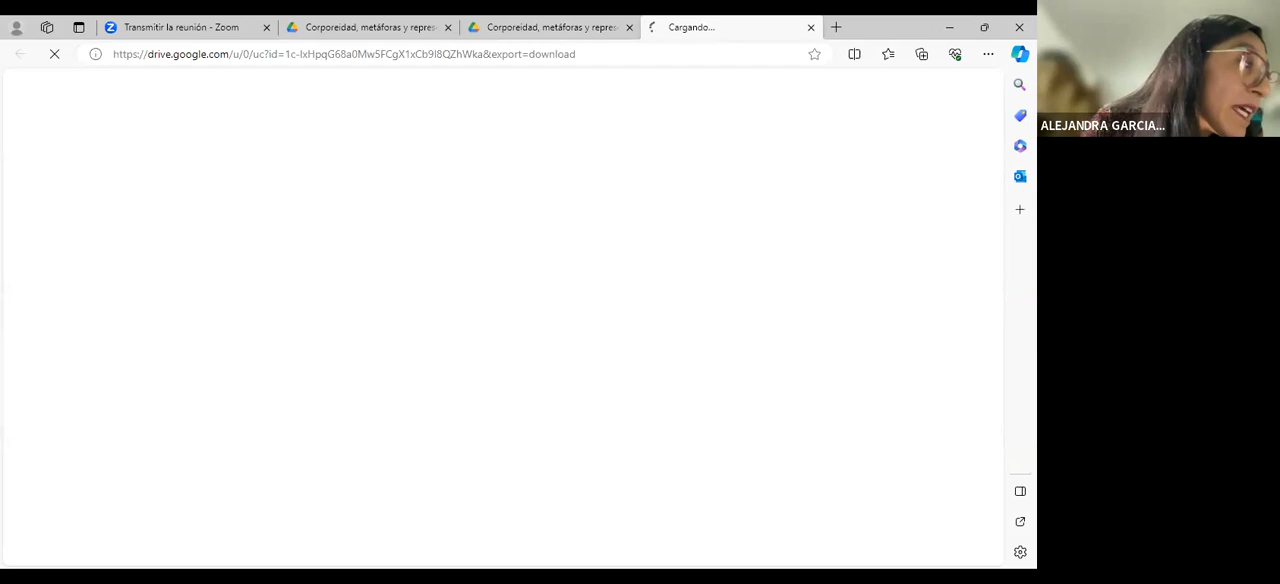 Transmitir la reunión - Zoom
Corporeidad, metáforas y repres
Corporeidad, metáforas y repres
Cargando...
https://drive.google.com/u/0/uc?id=1c-lxHpqG68a0Mw5FCgX1xCb9l8QZhWka&export=download
ALEJANDRA GARCIA...